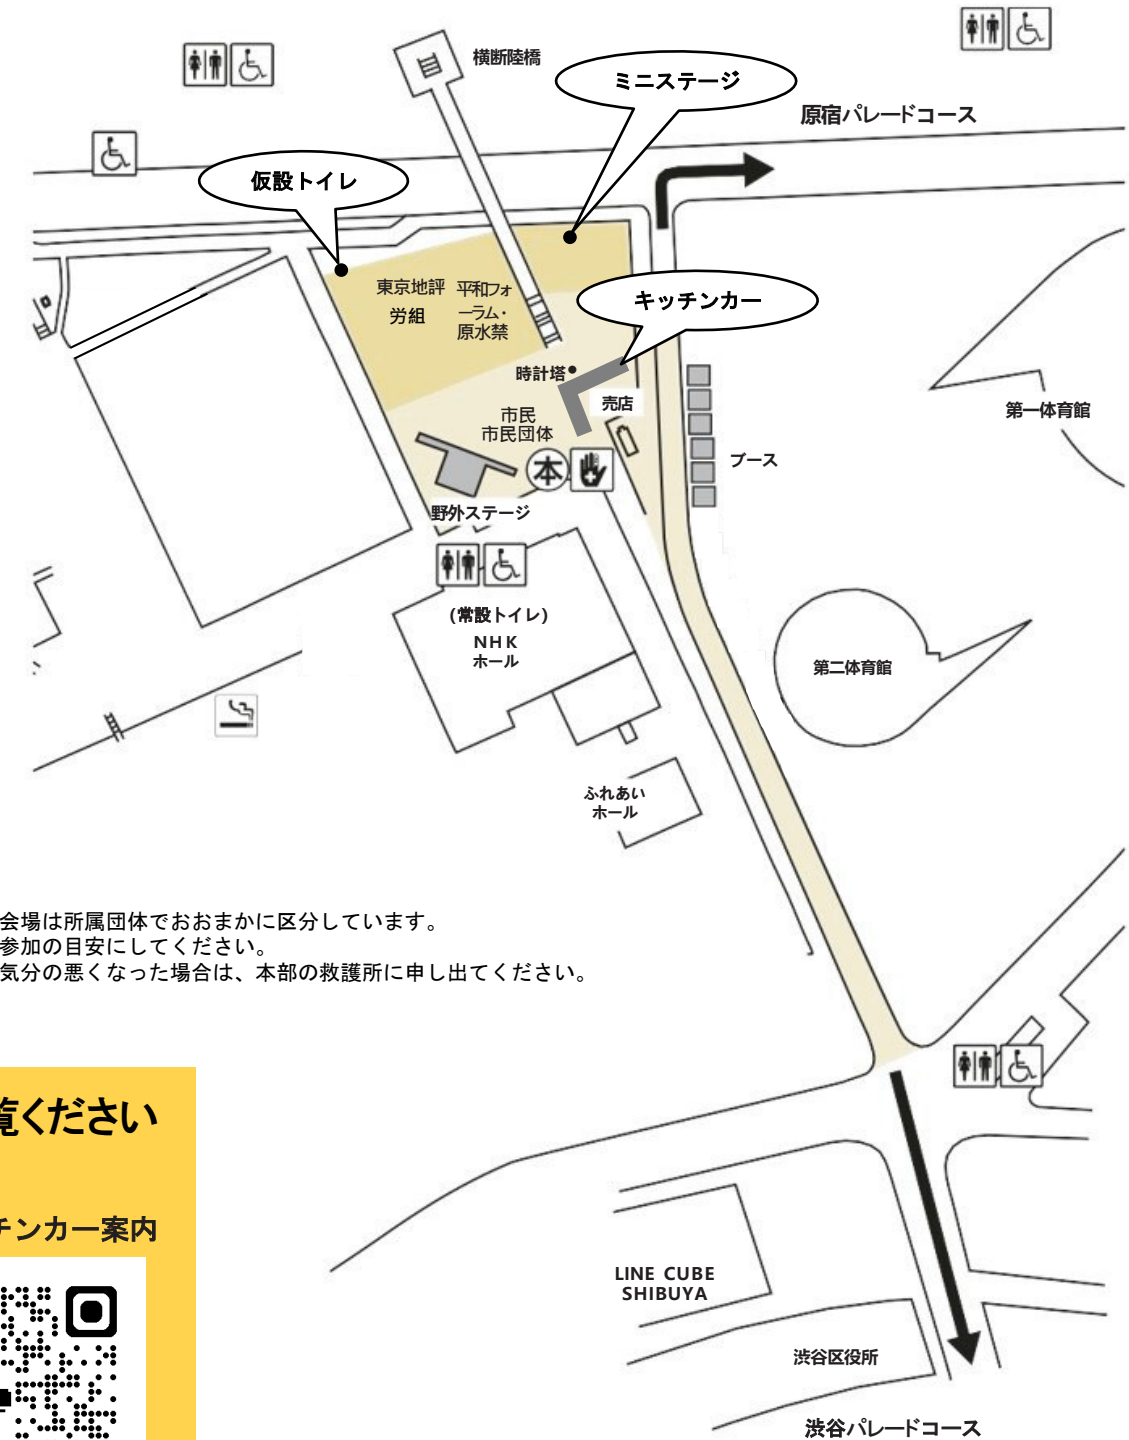 横断陸橋
ミニステージ
原宿パレードコース
仮設トイレ
東京地評
労組
平和フォ
ーラム・
原水禁
キッチンカー
時計塔
売店
市民
市民団体
本
第一体育館
ブース
野外ステージ
(常設トイレ)
NHK
ホール
第二体育館
ふれあい
ホール
会場は所属団体でおおまかに区分しています。
参加の目安にしてください。
気分の悪くなった場合は、本部の救護所に申し出てください。
覧ください
チンカー案内
LINE CUBE
SHIBUYA
渋谷区役所
渋谷パレードコース